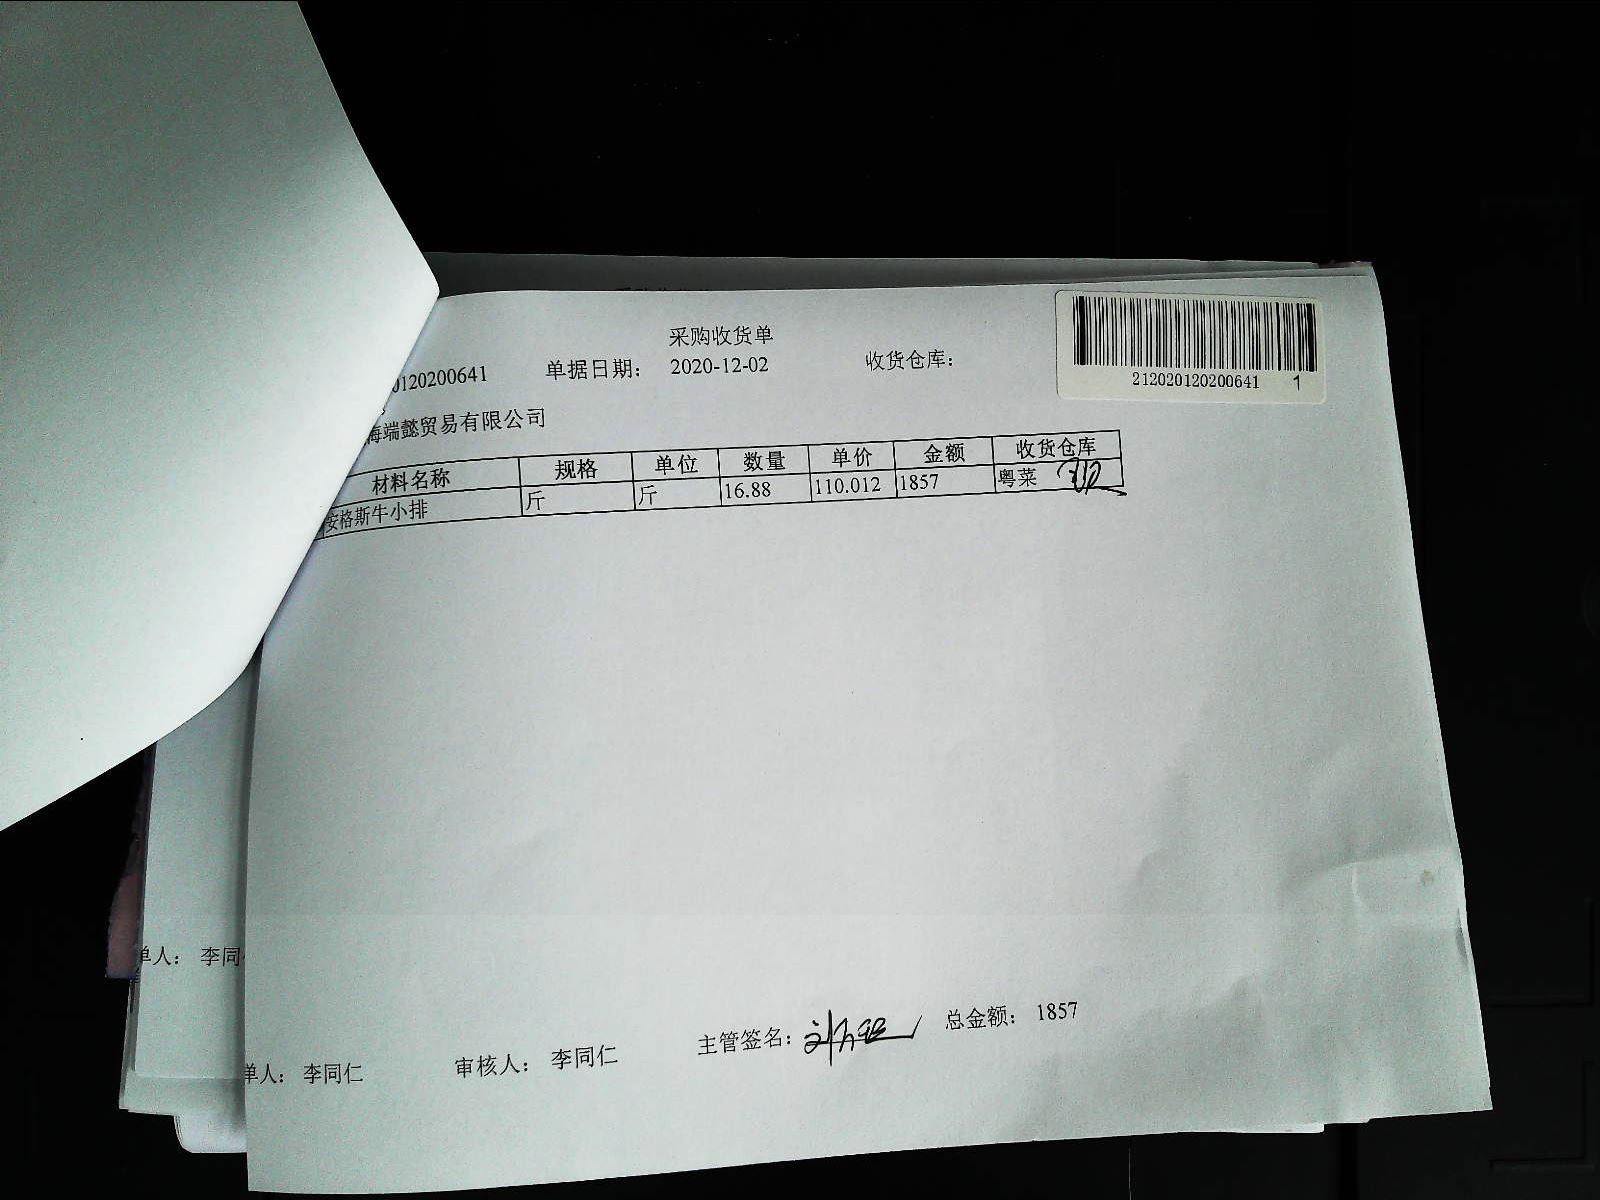 采购收货单
0120200641 单据日期： 2020-12-02 收货仓库：
212020120200641 1
海端懿贸易有限公司
材料名称 规格 单位 数量 单价 金额 收货仓库
安格斯牛小排 斤 斤 16.88 110.012 1857 粤菜
单人： 李同
单人： 李同仁 审核人： 李同仁 主管签名： 总金额： 1857